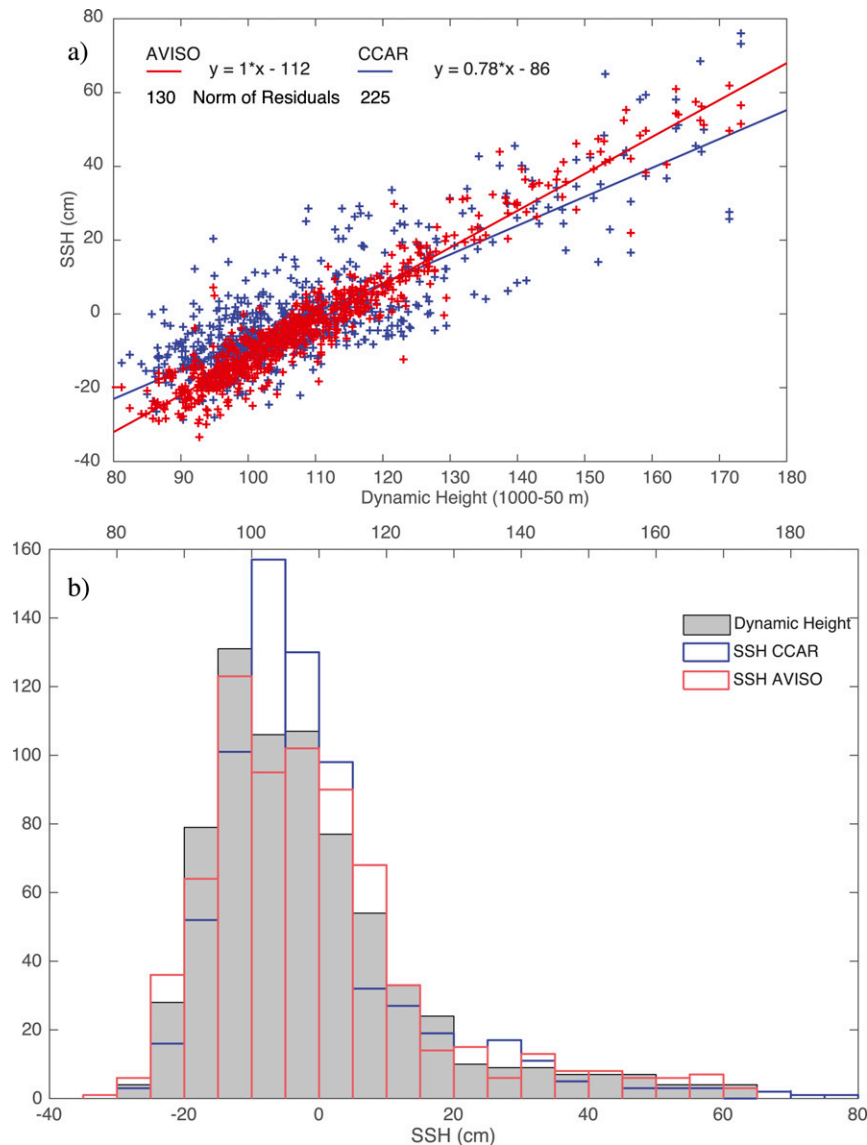 a)
AVISO
CCAR
y = 1*x - 112
y = 0.78*x - 86
130 Norm of Residuals 225
80
60
40
20
0
-20
-40
SSH (cm)
80 90 100 110 120 130 140 150 160 170 180
Dynamic Height (1000-50 m)
80 100 120 140 160 180
b)
160
140
120
100
80
60
40
20
0
Dynamic Height
SSH CCAR
SSH AVISO
-40 -20 0 20 40 60 80
SSH (cm)